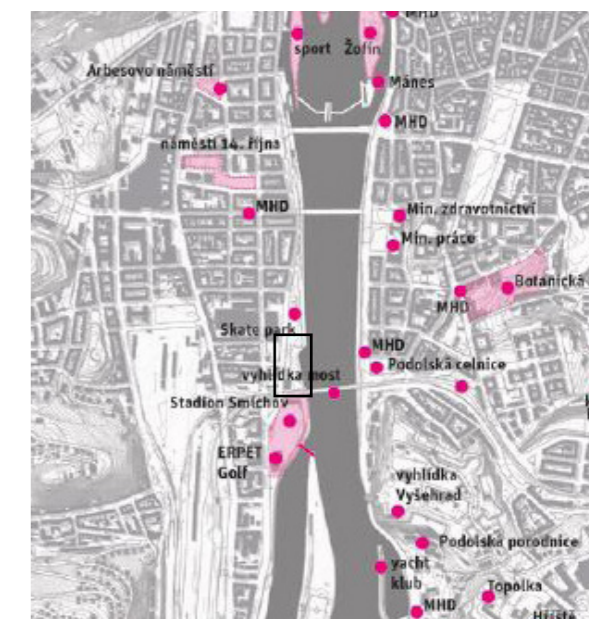 MHD
sport
Žofín
Arbesovo náměstí
Mánes
MHD
náměstí 14. října
MHD
Min. zdravotnictví
Min. práce
Botanická
MHD
Skate park
MHD
vyhlídka most
Podolská celnice
Stadion Smíchov
ERPET
Golf
vyhlídka
Vyšehrad
Podolská porodnice
yacht
klub
Topolka
MHD
Hřiště